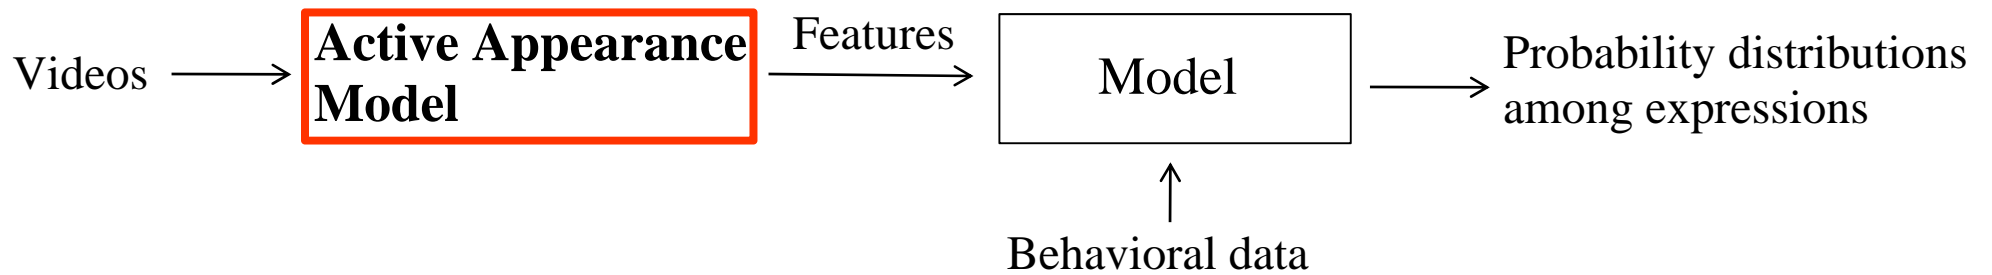 Videos
Active Appearance
Model
Features
Model
Behavioral data
Probability distributions
among expressions